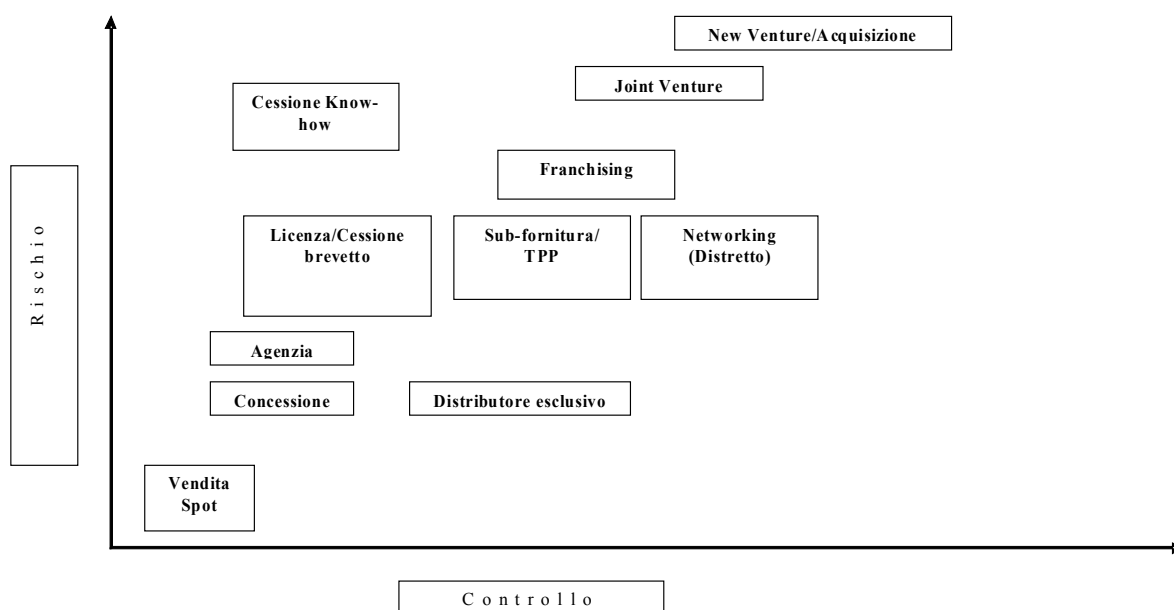 New Venture/Acquisizione
Joint Venture
Cessione Know-
how
Franchising
Licenza/Cessione
brevetto
Sub-fornitura/
TPP
Networking
(Distretto)
Rischio
Agenzia
Concessione
Distributore esclusivo
Vendita
Spot
Controllo